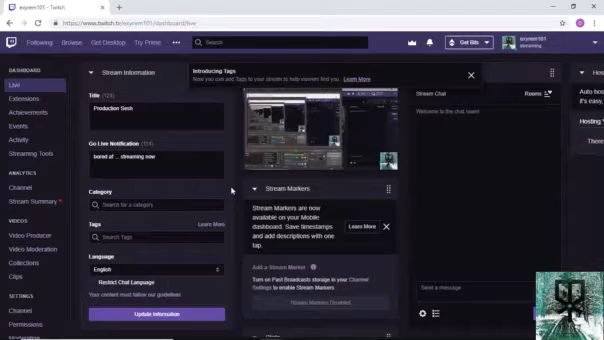 exyrem101 - Twitch
https://www.twitch.tv/exyrem101/dashboard/live
Following
Browse
Get Desktop
Try Prime
Search
Get Bits
exyrem101
streaming
DASHBOARD
Live
Extensions
Achievements
Events
Activity
Streaming Tools
ANALYTICS
Channel
Stream Summary
VIDEOS
Video Producer
Video Moderation
Collections
Clips
SETTINGS
Channel
Permissions
Moderation
Stream Information
Title
Production Sesh
Go Live Notification
bored af ... streaming now
Category
Search for a category
Tags
Learn More
Search Tags
Language
English
Restrict Chat Language
Your content must follow our guidelines
Update Information
Introducing Tags
Now you can add Tags to your stream to help viewers find you.
Learn More
Stream Markers
Stream Markers are now
available on your Mobile
dashboard. Save timestamps
and add descriptions with one
tap.
Learn More
Add a Stream Marker
Turn on Past Broadcasts storage in your Channel
Settings to enable Stream Markers
Stream Markers Disabled
Stream Chat
Rooms
Welcome to the chat room!
Send a message
Ho
Auto hos
it's easy,
Hosting
There